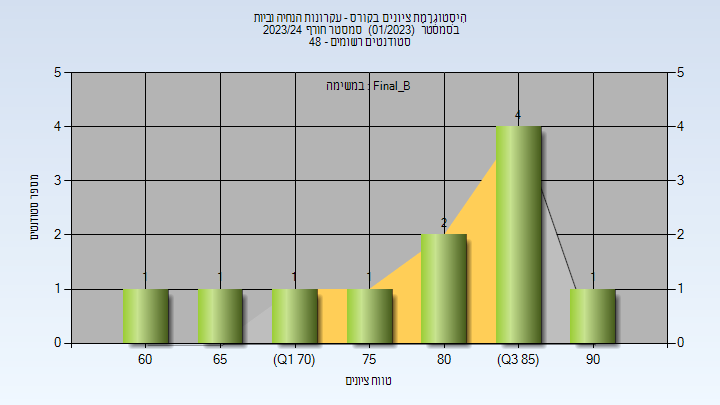 היסטוגרמת ציונים בקורס - עקרונות הנחיה וביות
בסמסטר (01/2023) סמסטר חורף 2023/24
סטודנטים רשומים - 48
במשימה : Final_B
5 5
4 4
3 3
2 2
1 1
0 0
1 1 1 1 2 4 1
מספר סטודנטים
60 65 (Q1 70) 75 80 (Q3 85) 90
טווח ציונים